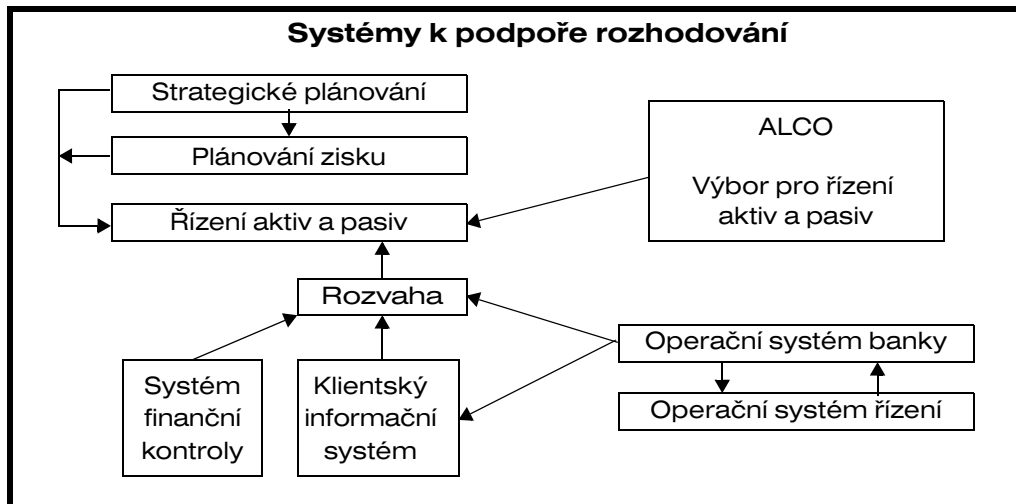 Systémy k podpoře rozhodování
Strategické plánování
Plánování zisku
Řízení aktiv a pasiv
ALCO
Výbor pro řízení
aktiv a pasiv
Rozvaha
Systém
finanční
kontroly
Klientský
informační
systém
Operační systém banky
Operační systém řízení